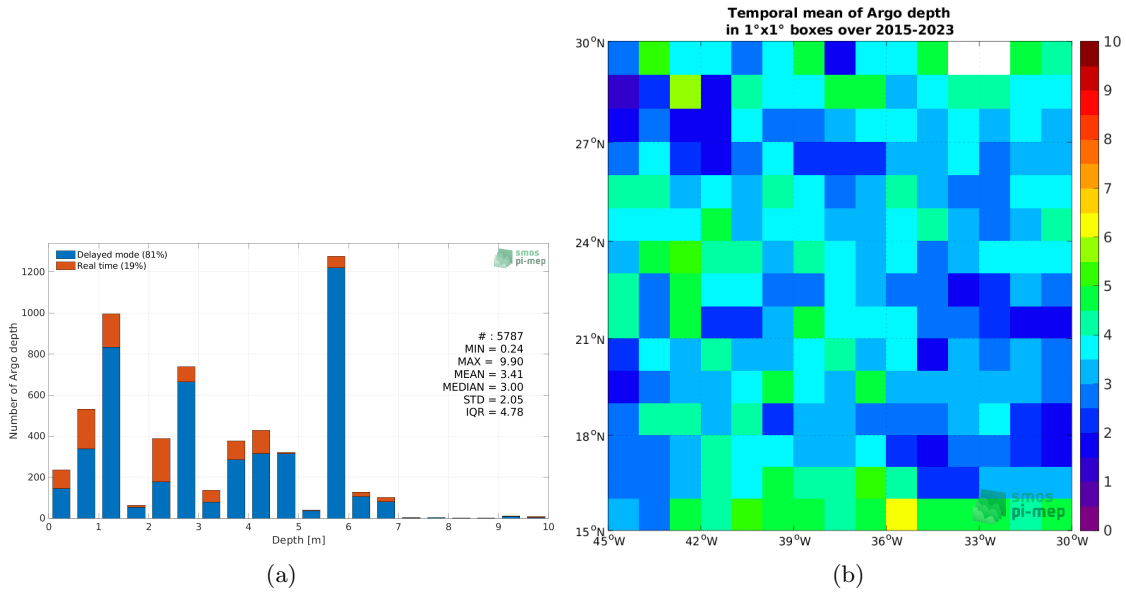 Delayed mode (81%)
Real time (19%)
smos
pi-mep
# : 5787
MIN = 0.24
MAX = 9.90
MEAN = 3.41
MEDIAN = 3.00
STD = 2.05
IQR = 4.78
Number of Argo depth
1200
1000
800
600
400
200
0
0 1 2 3 4 5 6 7 8 9 10
Depth [m]
(a)
Temporal mean of Argo depth
in 1°x1° boxes over 2015-2023
30°N
27°N
24°N
21°N
18°N
15°N
45°W 42°W 39°W 36°W 33°W 30°W
smos
pi-mep
10
9
8
7
6
5
4
3
2
1
0
(b)